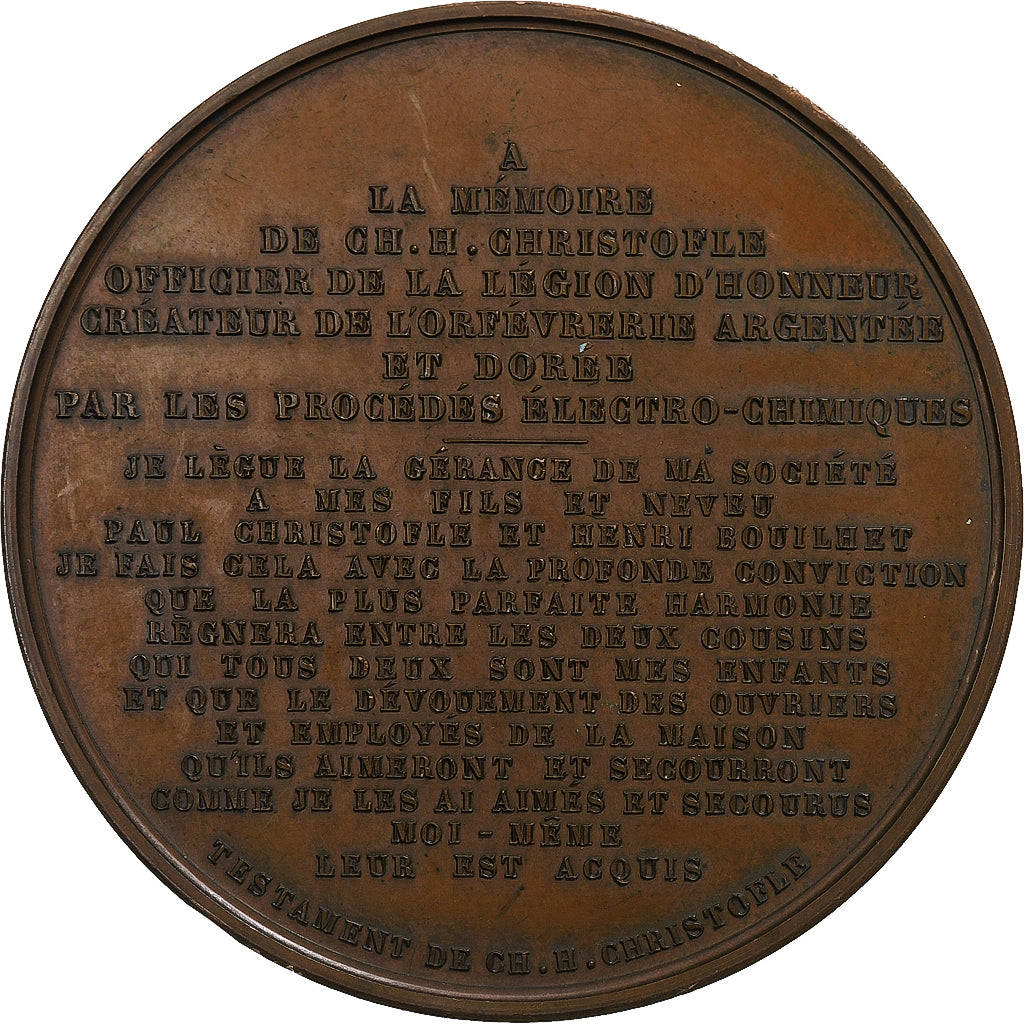 A
LA MÉMOIRE
DE CH. H. CHRISTOFLE
OFFICIER DE LA LÉGION D'HONNEUR
CRÉATEUR DE L'ORFÉVRERIE ARGENTÉE
ET DORÉE
PAR LES PROCÉDÉS ÉLECTRO-CHIMIQUES
JE LÈGUE LA GÉRANCE DE MA SOCIÉTÉ
A MES FILS ET NEVEU
PAUL CHRISTOFLE ET HENRI BOUILHET
JE FAIS CELA AVEC LA PROFONDE CONVICTION
QUE LA PLUS PARFAITE HARMONIE
RÈGNERA ENTRE LES DEUX COUSINS
QUI TOUS DEUX SONT MES ENFANTS
ET QUE LE DÉVOUEMENT DES OUVRIERS
ET EMPLOYÉS DE LA MAISON
QU'ILS AIMERONT ET SECOURRONT
COMME JE LES AI AIMÉS ET SECOURUS
MOI - MÊME
LEUR EST ACQUIS
TESTAMENT DE CH. H. CHRISTOFLE